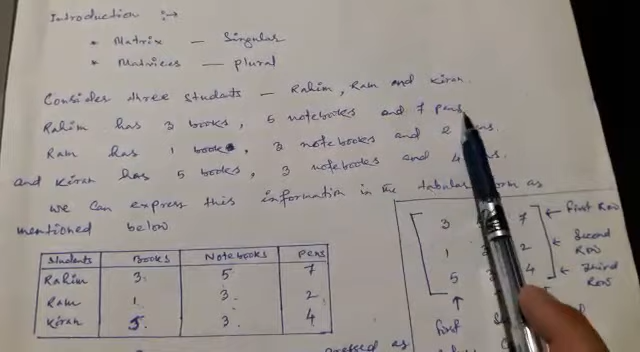 Introduction :→
* Matrix — Singular
* Matrices — plural
Consider three students — Rahim, Ram and Kiran.
Rahim has 3 books, 5 notebooks and 7 pens
Ram has 1 book, 3 notebooks and 2 pens.
and Kiran has 5 books, 3 notebooks and 4 pens.
We can express this information in the tabular form as
mentioned below
Students Books Notebooks Pens
Rahim 3 5 7
Ram 1 3 2
Kiran 5 3 4
3 7 ← First Row
1 2 ← Second Row
5 4 ← Third Row
↑
first
as